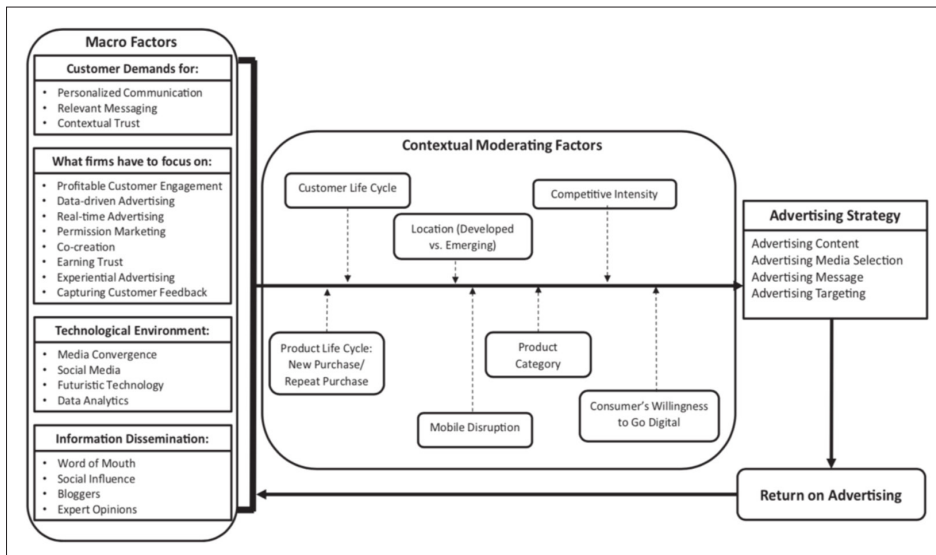 Macro Factors
Customer Demands for:
• Personalized Communication
• Relevant Messaging
• Contextual Trust
What firms have to focus on:
• Profitable Customer Engagement
• Data-driven Advertising
• Real-time Advertising
• Permission Marketing
• Co-creation
• Earning Trust
• Experiential Advertising
• Capturing Customer Feedback
Technological Environment:
• Media Convergence
• Social Media
• Futuristic Technology
• Data Analytics
Information Dissemination:
• Word of Mouth
• Social Influence
• Bloggers
• Expert Opinions
Contextual Moderating Factors
Customer Life Cycle
Location (Developed
vs. Emerging)
Competitive Intensity
Product Life Cycle:
New Purchase/
Repeat Purchase
Mobile Disruption
Product
Category
Consumer's Willingness
to Go Digital
Advertising Strategy
Advertising Content
Advertising Media Selection
Advertising Message
Advertising Targeting
Return on Advertising